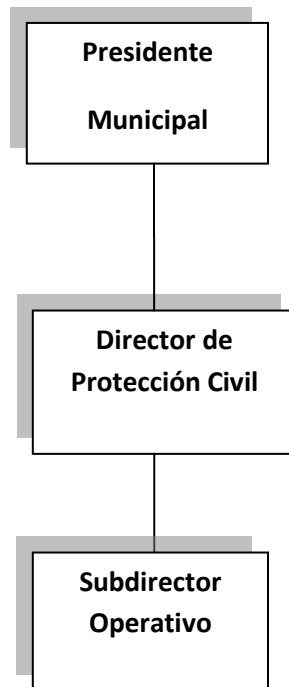 Presidente
Municipal
Director de
Protección Civil
Subdirector
Operativo